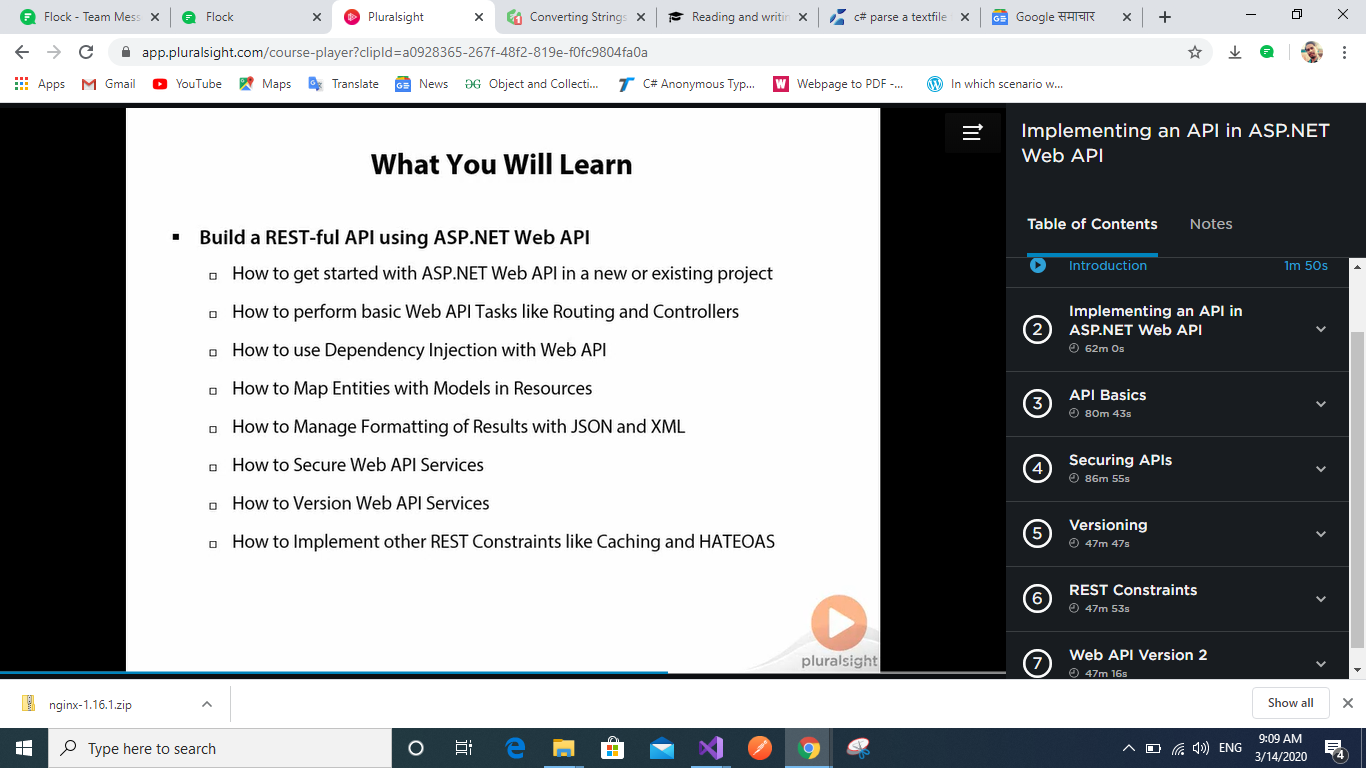 Flock - Team Mess
Flock
Pluralsight
Converting Strings
Reading and writin
c# parse a textfile
Google समाचार
app.pluralsight.com/course-player?clipId=a0928365-267f-48f2-819e-f0fc9804fa0a
Apps
Gmail
YouTube
Maps
Translate
News
Object and Collecti...
C# Anonymous Typ...
Webpage to PDF -...
In which scenario w...
What You Will Learn
Build a REST-ful API using ASP.NET Web API
How to get started with ASP.NET Web API in a new or existing project
How to perform basic Web API Tasks like Routing and Controllers
How to use Dependency Injection with Web API
How to Map Entities with Models in Resources
How to Manage Formatting of Results with JSON and XML
How to Secure Web API Services
How to Version Web API Services
How to Implement other REST Constraints like Caching and HATEOAS
pluralsight
Implementing an API in ASP.NET
Web API
Table of Contents
Notes
Introduction
1m 50s
2
Implementing an API in
ASP.NET Web API
62m 0s
3
API Basics
80m 43s
4
Securing APIs
86m 55s
5
Versioning
47m 47s
6
REST Constraints
47m 53s
7
Web API Version 2
47m 16s
nginx-1.16.1.zip
Show all
Type here to search
ENG
9:09 AM
3/14/2020
4